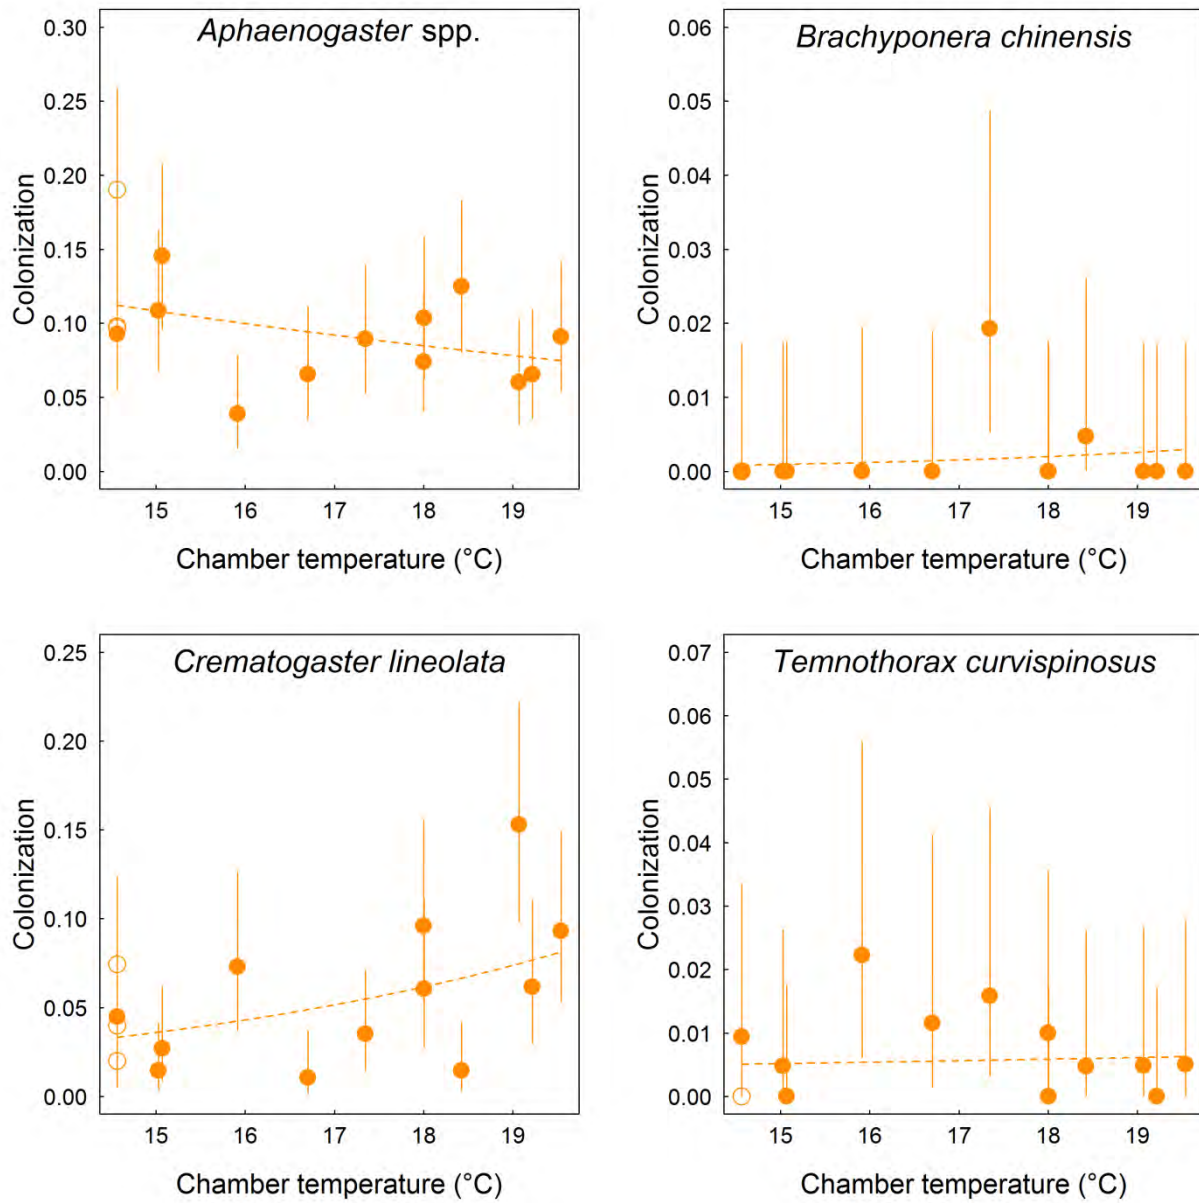 Aphaenogaster spp.
0.30
0.25
0.20
0.15
0.10
0.05
0.00
Colonization
15 16 17 18 19
Chamber temperature (°C)
Brachyponera chinensis
0.06
0.05
0.04
0.03
0.02
0.01
0.00
Colonization
15 16 17 18 19
Chamber temperature (°C)
Crematogaster lineolata
0.25
0.20
0.15
0.10
0.05
0.00
Colonization
15 16 17 18 19
Chamber temperature (°C)
Temnothorax curvispinosus
0.07
0.06
0.05
0.04
0.03
0.02
0.01
0.00
Colonization
15 16 17 18 19
Chamber temperature (°C)